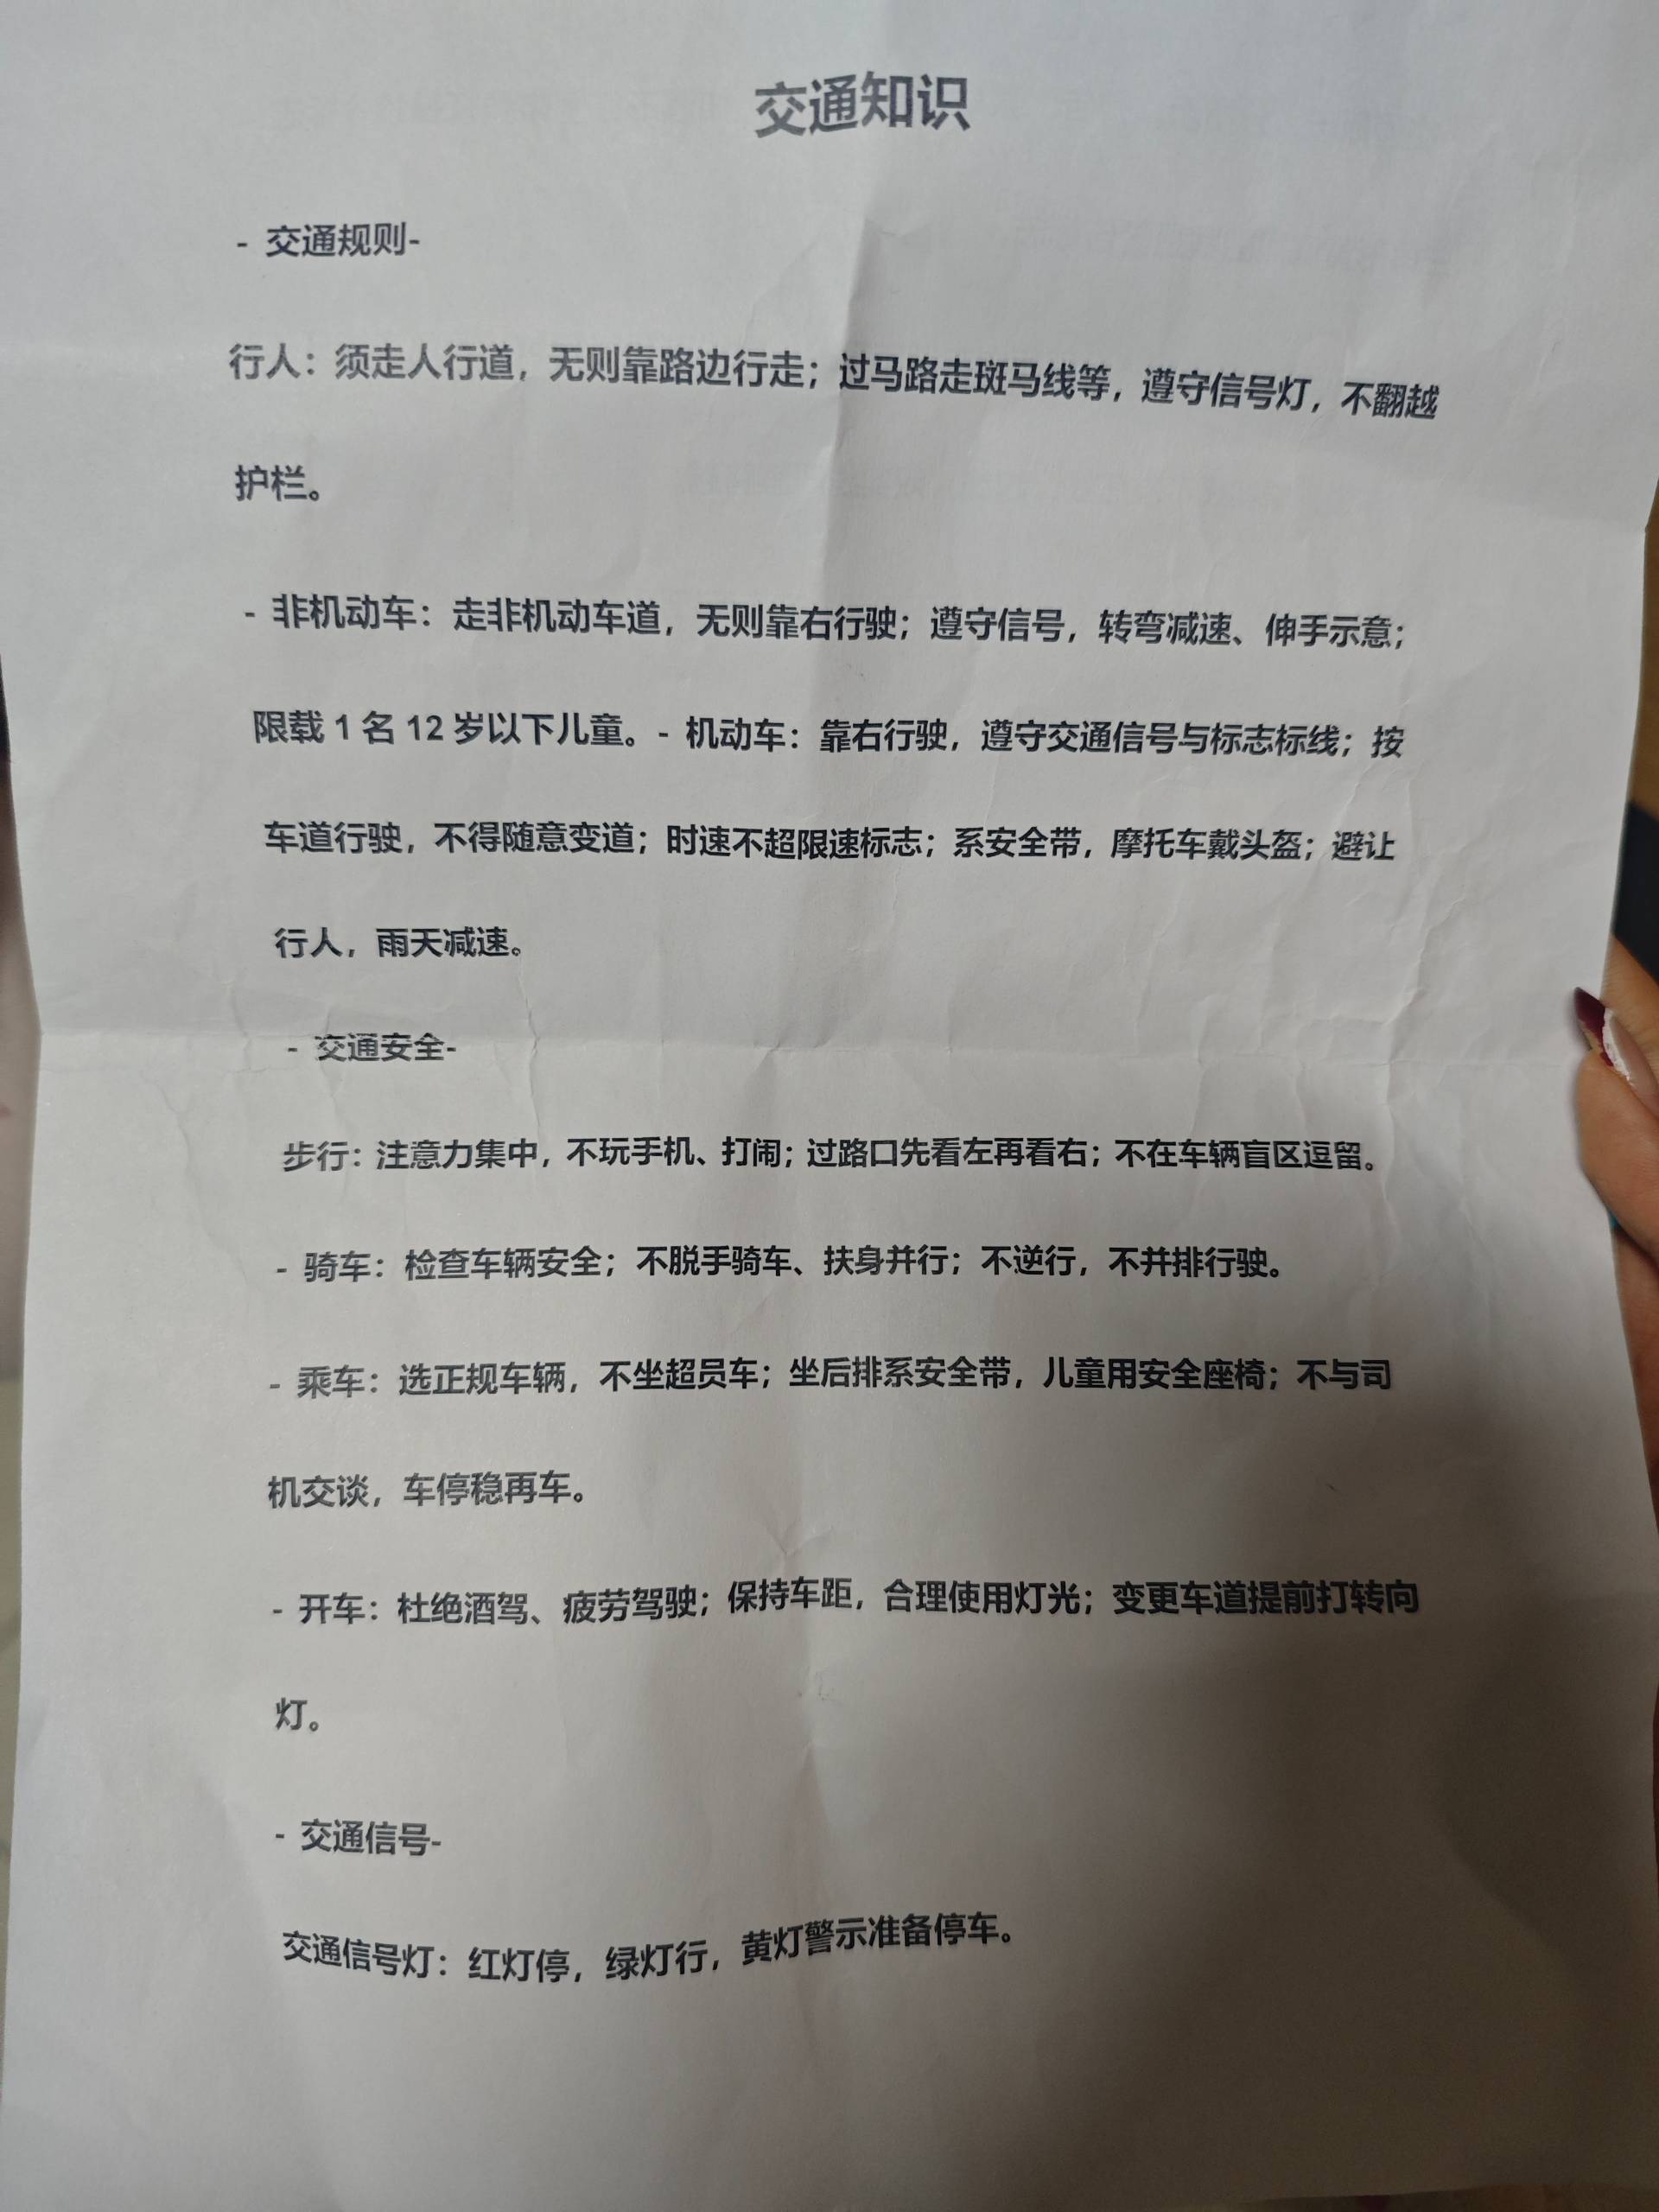 交通知识
- 交通规则-
行人：须走人行道，无则靠路边行走；过马路走斑马线等，遵守信号灯，不翻越
护栏。
- 非机动车：走非机动车道，无则靠右行驶；遵守信号，转弯减速、伸手示意；
限载 1 名 12 岁以下儿童。- 机动车：靠右行驶，遵守交通信号与标志标线；按
车道行驶，不得随意变道；时速不超限速标志；系安全带，摩托车戴头盔；避让
行人，雨天减速。
- 交通安全-
步行：注意力集中，不玩手机、打闹；过路口先看左再看右；不在车辆盲区逗留。
- 骑车：检查车辆安全；不脱手骑车、扶身并行；不逆行，不并排行驶。
- 乘车：选正规车辆，不坐超员车；坐后排系安全带，儿童用安全座椅；不与司
机交谈，车停稳再车。
- 开车：杜绝酒驾、疲劳驾驶；保持车距，合理使用灯光；变更车道提前打转向
灯。
- 交通信号-
交通信号灯：红灯停，绿灯行，黄灯警示准备停车。